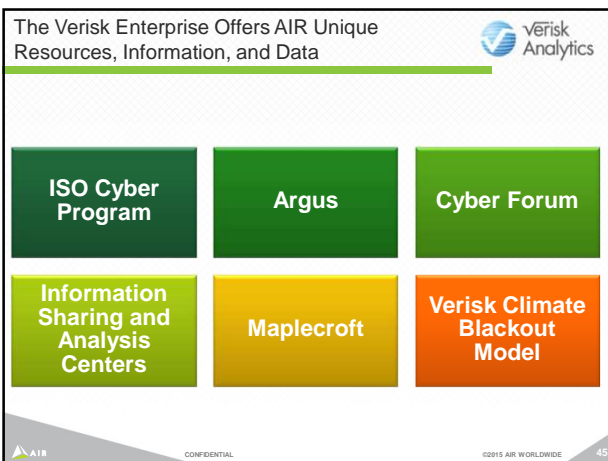 The Verisk Enterprise Offers AIR Unique
Resources, Information, and Data
Verisk
Analytics
ISO Cyber
Program
Argus
Cyber Forum
Information
Sharing and
Analysis
Centers
Maplecroft
Verisk Climate
Blackout
Model
AIR
CONFIDENTIAL
©2015 AIR WORLDWIDE
45